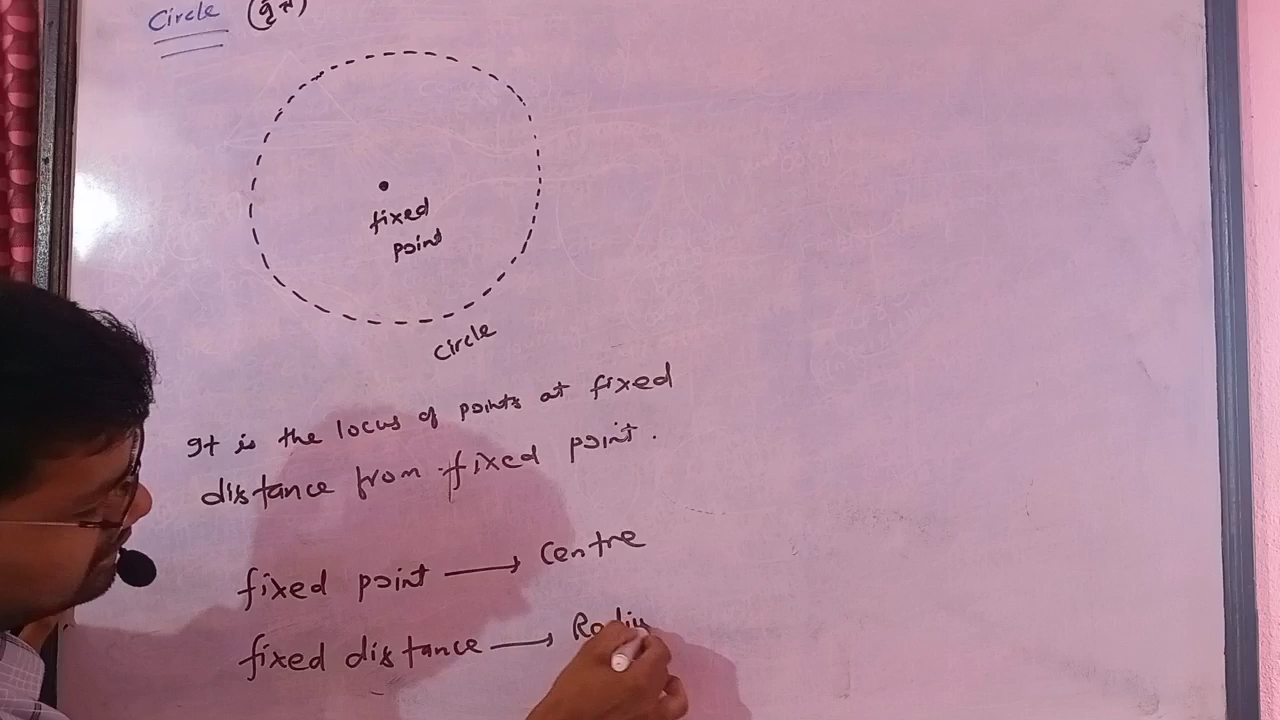 Circle
fixed
point
Circle
It is the locus of points at fixed
distance from fixed point.
fixed point → Centre
fixed distance → Radiu